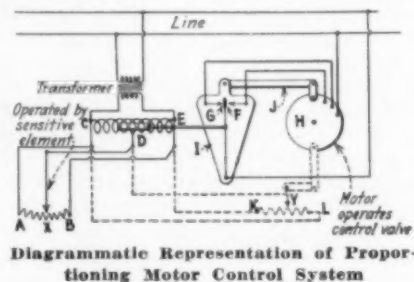 Line
Transformer
Operated by
sensitive
element
C
E
D
G
F
J
H
I
A
X
B
K
Y
L
Motor
operates
control valve
Diagrammatic Representation of Propor-
tioning Motor Control System